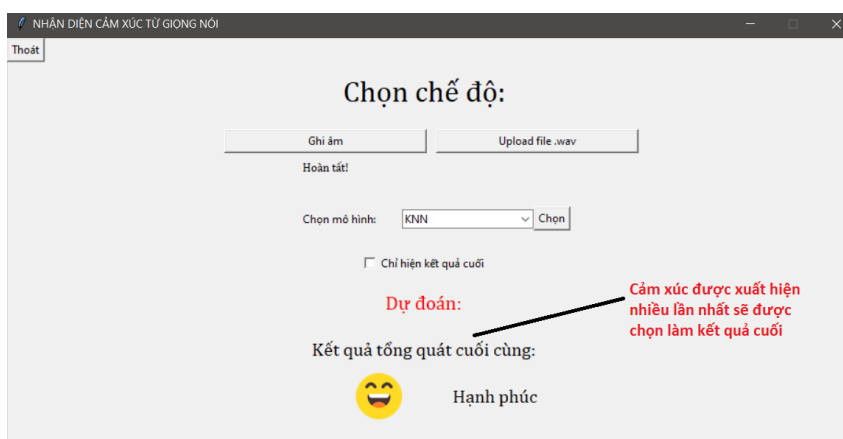 NHẬN DIỆN CẢM XÚC TỪ GIỌNG NÓI
Thoát
Chọn chế độ:
Ghi âm
Upload file .wav
Hoàn tất!
Chọn mô hình:
KNN
Chọn
Chỉ hiện kết quả cuối
Dự đoán:
Cảm xúc được xuất hiện
nhiều lần nhất sẽ được
chọn làm kết quả cuối
Kết quả tổng quát cuối cùng:
Hạnh phúc